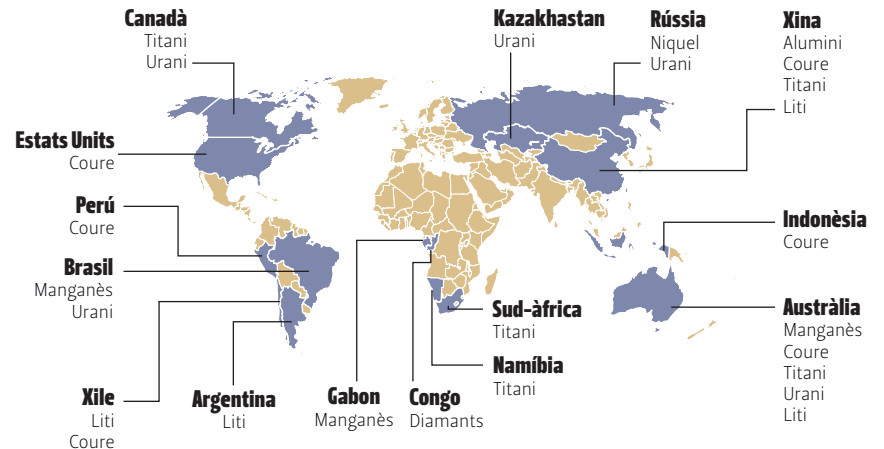 Canadà
Titani
Urani
Kazakhastan
Urani
Rússia
Niquel
Urani
Xina
Alumini
Coure
Titani
Liti
Estats Units
Coure
Perú
Coure
Brasil
Manganès
Urani
Xile
Liti
Coure
Argentina
Liti
Gabon
Manganès
Congo
Diamants
Sud-àfrica
Titani
Namíbia
Titani
Indonèsia
Coure
Austràlia
Manganès
Coure
Titani
Urani
Liti